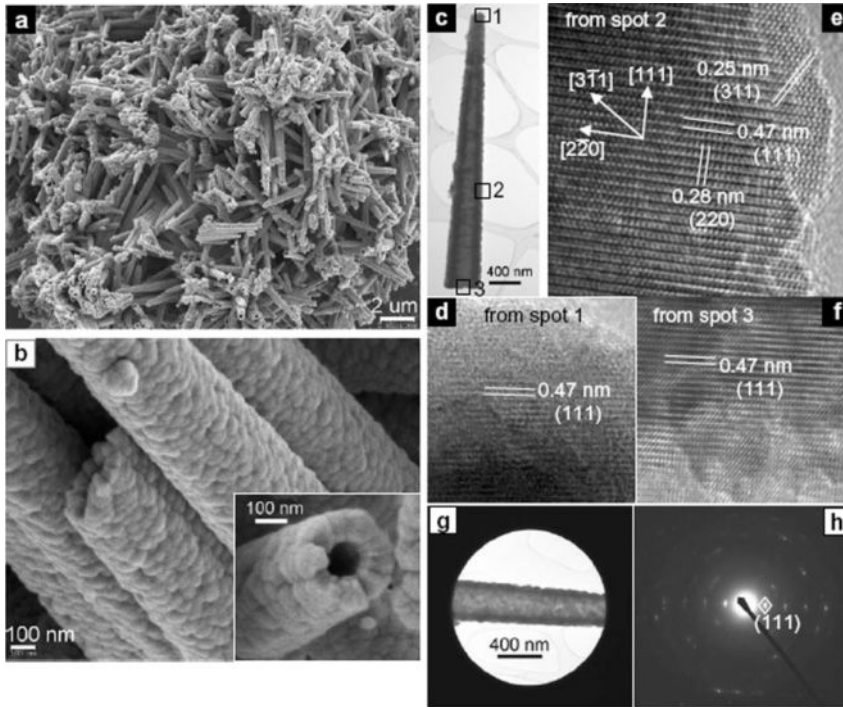 a
2 um
b
100 nm
100 nm
c
1
2
3
400 nm
from spot 2
e
0.25 nm
(311)
[31̄1]
[111]
[22̄0]
0.47 nm
(111)
0.28 nm
(220)
d
from spot 1
0.47 nm
(111)
from spot 3
f
0.47 nm
(111)
g
400 nm
h
(111)